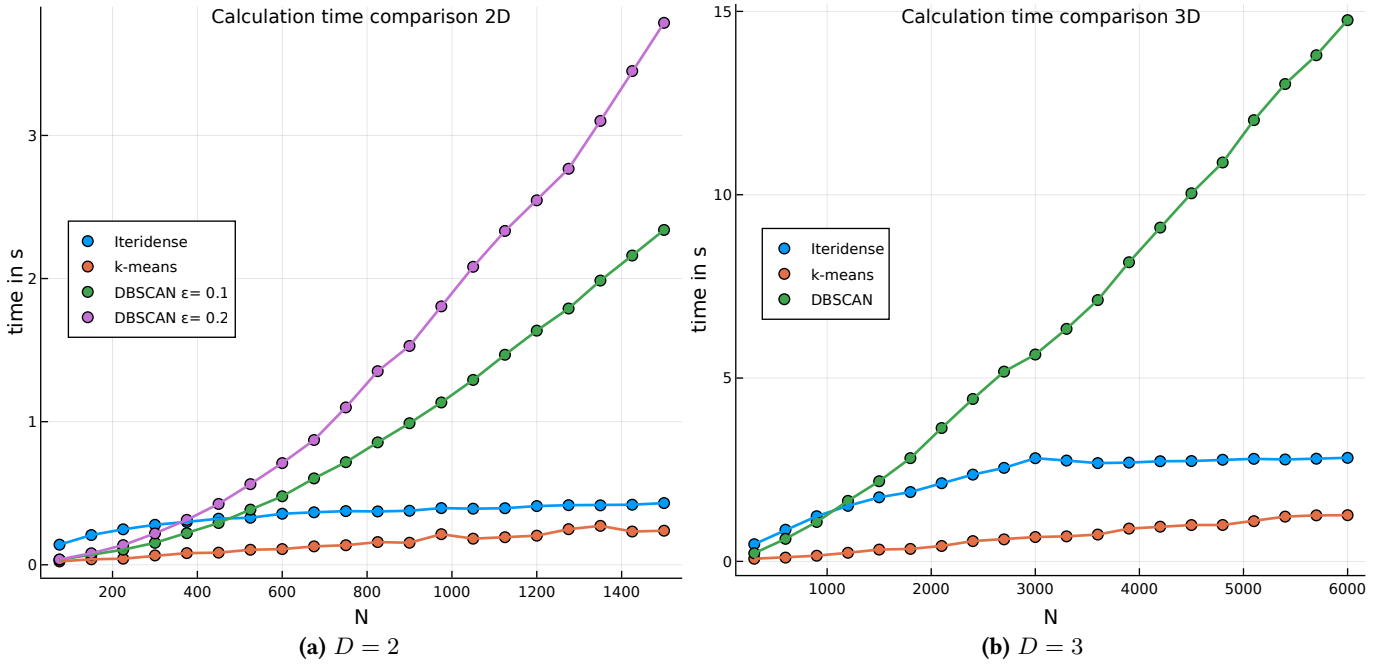 Calculation time comparison 2D
time in s
3
2
1
0
Iteridense
k-means
DBSCAN ε= 0.1
DBSCAN ε= 0.2
200 400 600 800 1000 1200 1400
N
(a) D = 2
Calculation time comparison 3D
time in s
15
10
5
0
Iteridense
k-means
DBSCAN
1000 2000 3000 4000 5000 6000
N
(b) D = 3